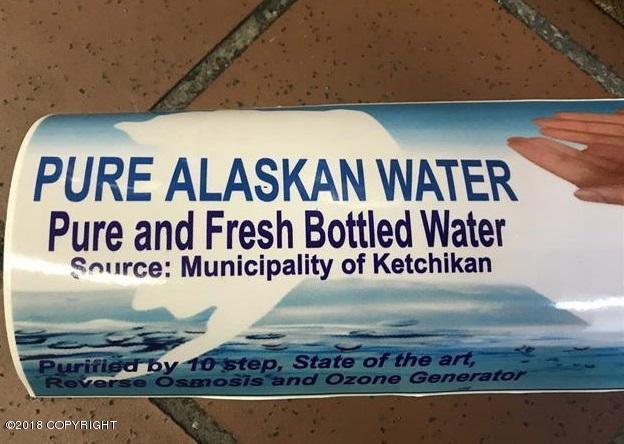 PURE ALASKAN WATER
Pure and Fresh Bottled Water
Source: Municipality of Ketchikan
Purified by 10 step, State of the art,
Reverse Osmosis and Ozone Generator
©2018 COPYRIGHT